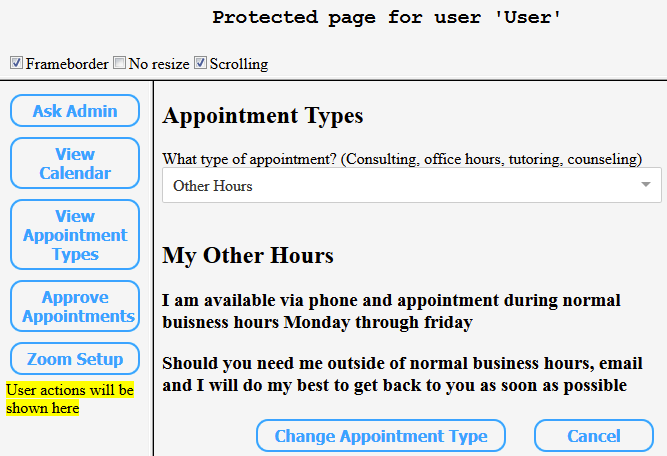 Protected page for user 'User'
Frameborder No resize Scrolling
Ask Admin
View
Calendar
View
Appointment
Types
Approve
Appointments
Zoom Setup
User actions will be
shown here
Appointment Types
What type of appointment? (Consulting, office hours, tutoring, counseling)
Other Hours
My Other Hours
I am available via phone and appointment during normal
buisness hours Monday through friday
Should you need me outside of normal business hours, email
and I will do my best to get back to you as soon as possible
Change Appointment Type
Cancel